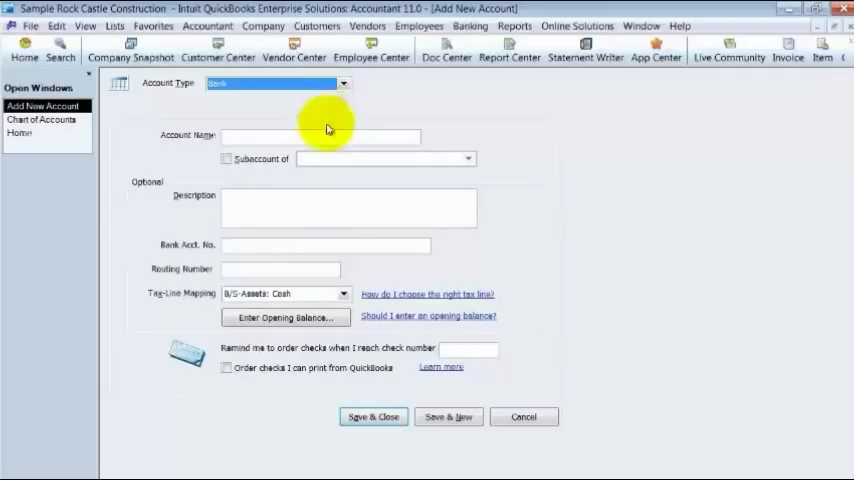 Sample Rock Castle Construction - Intuit QuickBooks Enterprise Solutions: Accountant 11.0 - [Add New Account]
File Edit View Lists Favorites Accountant Company Customers Vendors Employees Banking Reports Online Solutions Window Help
Home Search Company Snapshot Customer Center Vendor Center Employee Center Doc Center Report Center Statement Writer App Center Live Community Invoice Item
Open Windows
Add New Account
Chart of Accounts
Home
Account Type Bank
Account Name
Subaccount of
Optional
Description
Bank Acct. No.
Routing Number
Tax-Line Mapping B/S-Assets: Cash How do I choose the right tax line?
Enter Opening Balance... Should I enter an opening balance?
Remind me to order checks when I reach check number
Order checks I can print from QuickBooks Learn more
Save & Close Save & New Cancel